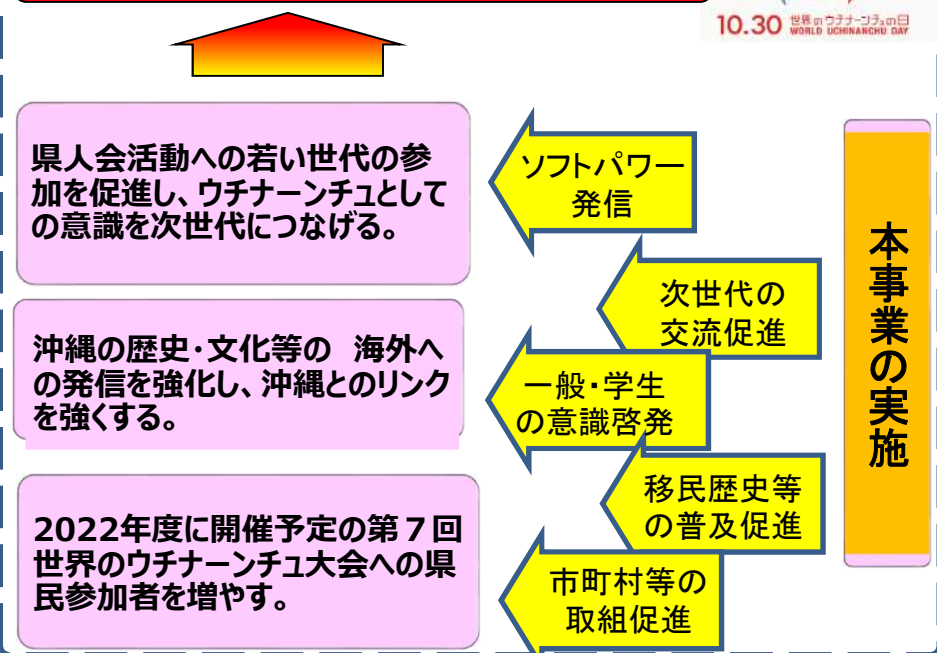 10.30 世界のウチナーンチュの日
WORLD UCHINANCHU DAY
県人会活動への若い世代の参
加を促進し、ウチナーンチュとして
の意識を次世代につなげる。
沖縄の歴史・文化等の 海外へ
の発信を強化し、沖縄とのリンク
を強くする。
2022年度に開催予定の第７回
世界のウチナーンチュ大会への県
民参加者を増やす。
ソフトパワー
発信
次世代の
交流促進
一般・学生
の意識啓発
移民歴史等
の普及促進
市町村等の
取組促進
本事業の実施